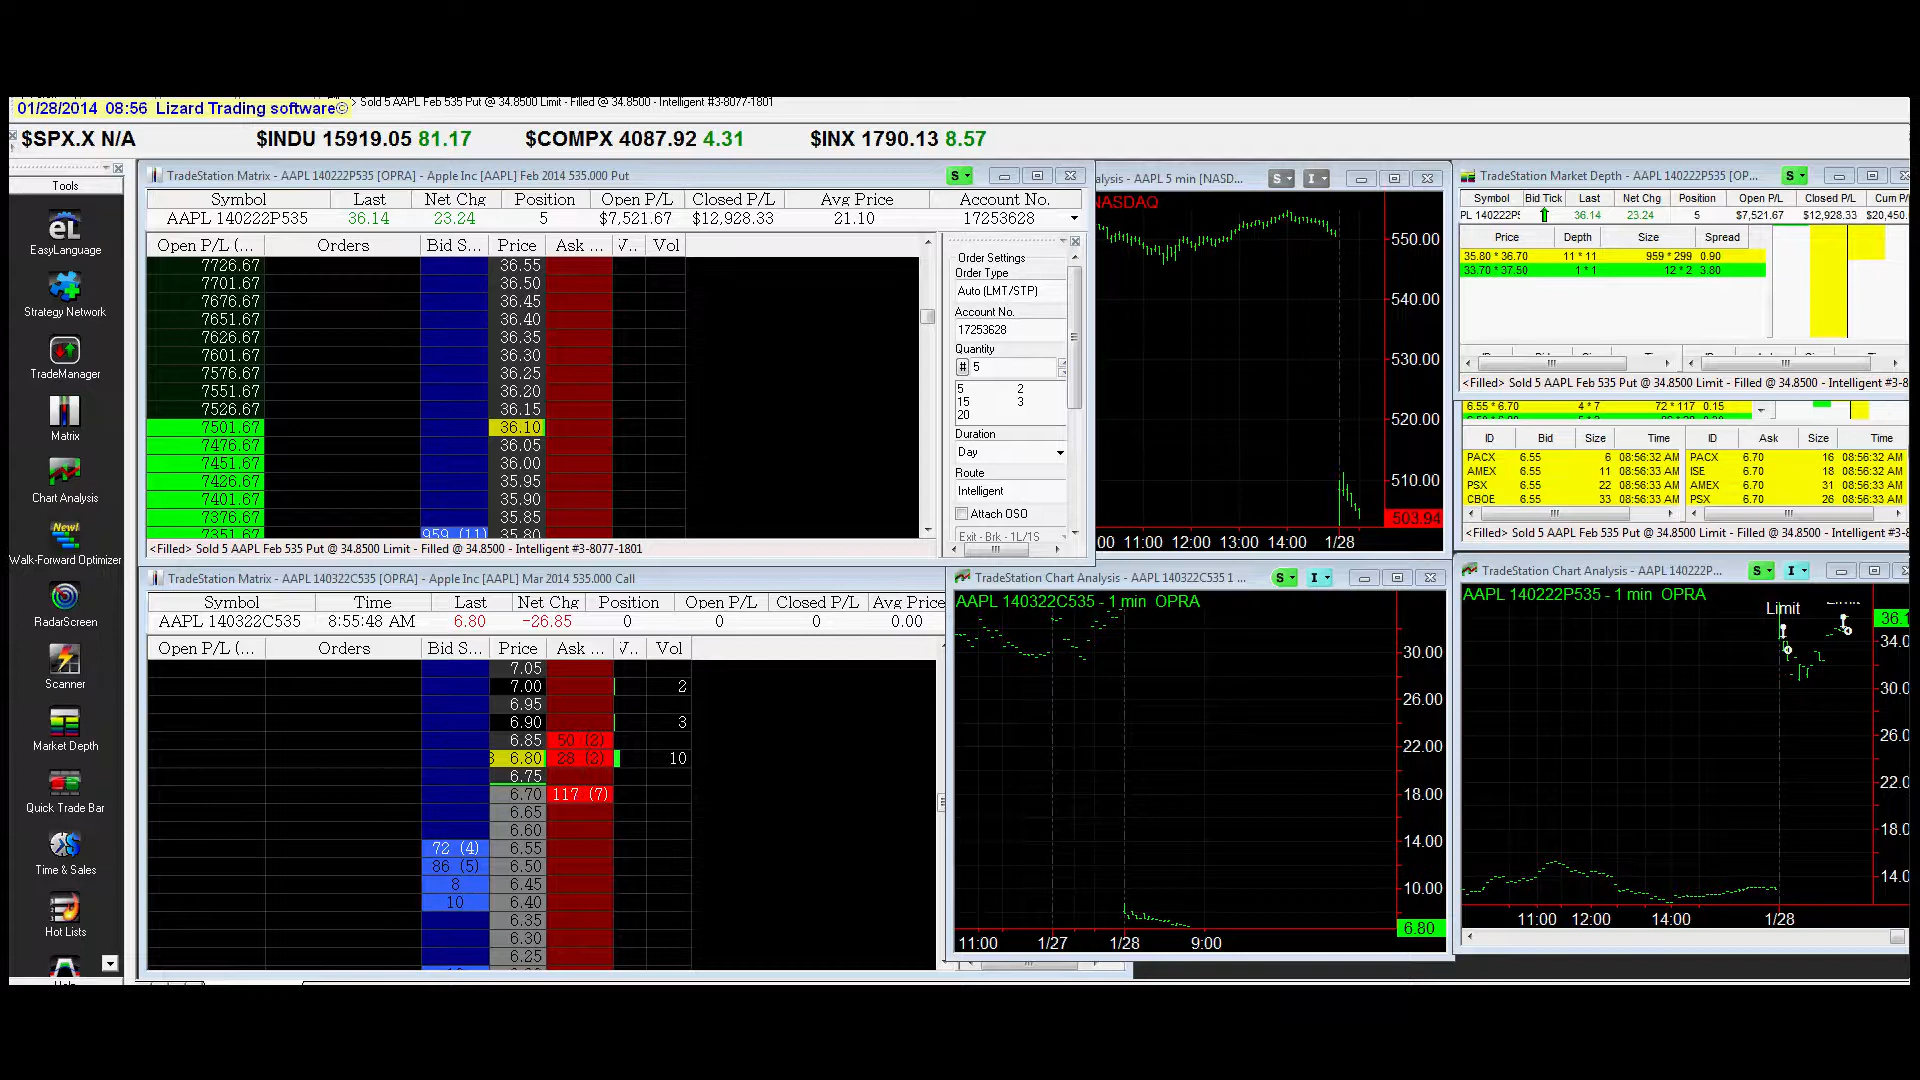 01/28/2014 08:56 Lizard Trading software© > Sold 5 AAPL Feb 535 Put @ 34.8500 Limit - Filled @ 34.8500 - Intelligent #3-8077-1801
$SPX.X N/A $INDU 15919.05 81.17 $COMPX 4087.92 4.31 $INX 1790.13 8.57
Tools
EasyLanguage
Strategy Network
TradeManager
Matrix
Chart Analysis
New!
Walk-Forward Optimizer
RadarScreen
Scanner
Market Depth
Quick Trade Bar
Time & Sales
Hot Lists
TradeStation Matrix - AAPL 140222P535 [OPRA] - Apple Inc [AAPL] Feb 2014 535.000 Put S
Symbol Last Net Chg Position Open P/L Closed P/L Avg Price Account No.
AAPL 140222P535 36.14 23.24 5 $7,521.67 $12,928.33 21.10 17253628
Open P/L (... Orders Bid S... Price Ask ... V.. Vol
7726.67 36.55
7701.67 36.50
7676.67 36.45
7651.67 36.40
7626.67 36.35
7601.67 36.30
7576.67 36.25
7551.67 36.20
7526.67 36.15
7501.67 36.10
7476.67 36.05
7451.67 36.00
7426.67 35.95
7401.67 35.90
7376.67 35.85
7351.67 959 (11) 35.80
<Filled> Sold 5 AAPL Feb 535 Put @ 34.8500 Limit - Filled @ 34.8500 - Intelligent #3-8077-1801
Order Settings
Order Type
Auto (LMT/STP)
Account No.
17253628
Quantity
# 5
5 2
15 3
20
Duration
Day
Route
Intelligent
Attach OSO
Exit - Brk - 1L/1S
alysis - AAPL 5 min [NASD... S I
NASDAQ
550.00
540.00
530.00
520.00
510.00
503.94
00 11:00 12:00 13:00 14:00 1/28
TradeStation Market Depth - AAPL 140222P535 [OP... S
Symbol Bid Tick Last Net Chg Position Open P/L Closed P/L Cum P/
PL 140222P 36.14 23.24 5 $7,521.67 $12,928.33 $20,450.
Price Depth Size Spread
35.80 * 36.70 11 * 11 959 * 299 0.90
33.70 * 37.50 1 * 1 12 * 2 3.80
<Filled> Sold 5 AAPL Feb 535 Put @ 34.8500 Limit - Filled @ 34.8500 - Intelligent #3-8
6.55 * 6.70 4 * 7 72 * 117 0.15
ID Bid Size Time ID Ask Size Time
PACX 6.55 6 08:56:32 AM PACX 6.70 16 08:56:32 AM
AMEX 6.55 11 08:56:33 AM ISE 6.70 18 08:56:33 AM
PSX 6.55 22 08:56:33 AM AMEX 6.70 31 08:56:33 AM
CBOE 6.55 33 08:56:33 AM PSX 6.70 26 08:56:33 AM
<Filled> Sold 5 AAPL Feb 535 Put @ 34.8500 Limit - Filled @ 34.8500 - Intelligent #3-8
TradeStation Matrix - AAPL 140322C535 [OPRA] - Apple Inc [AAPL] Mar 2014 535.000 Call
Symbol Time Last Net Chg Position Open P/L Closed P/L Avg Price
AAPL 140322C535 8:55:48 AM 6.80 -26.85 0 0 0 0.00
Open P/L (... Orders Bid S... Price Ask ... V.. Vol
7.05
7.00 2
6.95
6.90 3
6.85 50 (2)
6.80 28 (2) 10
6.75
6.70 117 (7)
6.65
6.60
72 (4) 6.55
86 (5) 6.50
8 6.45
10 6.40
6.35
6.30
6.25
TradeStation Chart Analysis - AAPL 140322C535 1 ... S I
AAPL 140322C535 - 1 min OPRA
30.00
26.00
22.00
18.00
14.00
10.00
6.80
11:00 1/27 1/28 9:00
TradeStation Chart Analysis - AAPL 140222P... S I
AAPL 140222P535 - 1 min OPRA
Limit
36.1
34.0
30.0
26.0
22.0
18.0
14.0
11:00 12:00 14:00 1/28